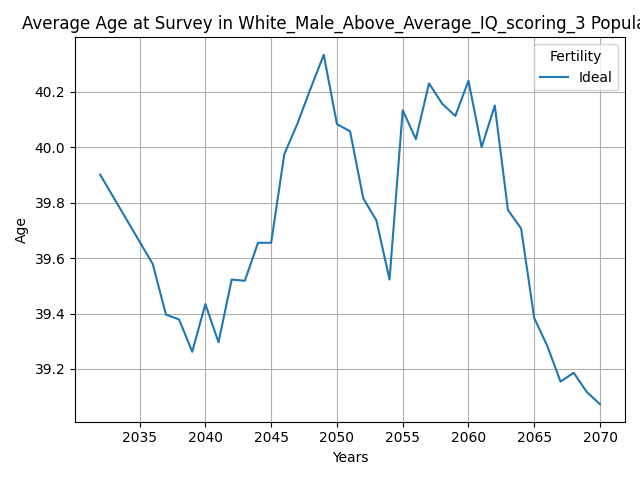 Average Age at Survey in White_Male_Above_Average_IQ_scoring_3 Popula
Fertility
Ideal
40.2
40.0
39.8
39.6
39.4
39.2
Age
2035 2040 2045 2050 2055 2060 2065 2070
Years